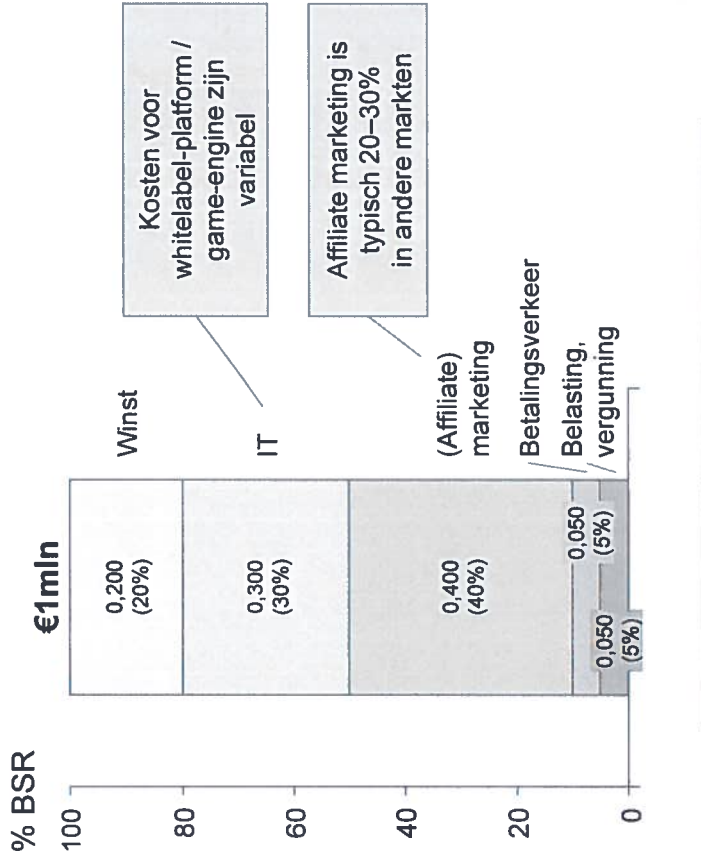 % BSR
€1mln
100
80
60
40
20
0
0,200
(20%)
0,300
(30%)
0,400
(40%)
0,050
(5%)
0,050
(5%)
Winst
IT
(Affiliate)
marketing
Betalingsverkeer
Belasting,
vergunning
Kosten voor
whitelabel-platform /
game-engine zijn
variabel
Affiliate marketing is
typisch 20–30%
in andere markten